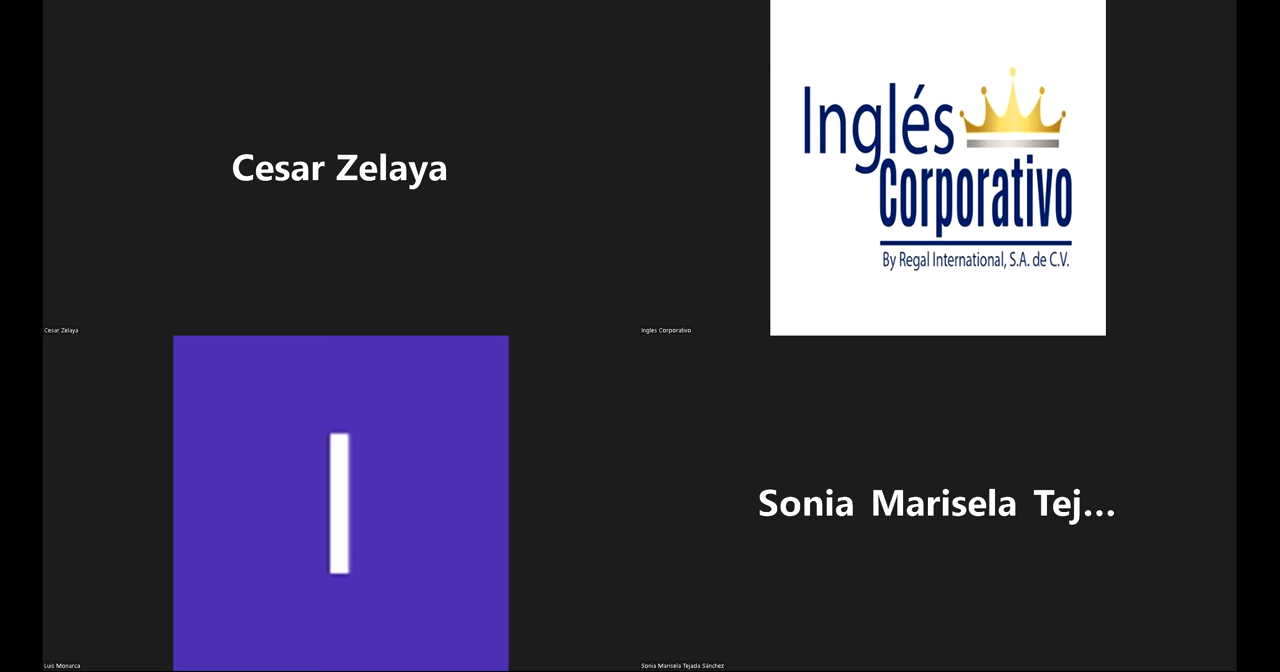 Cesar Zelaya
Cesar Zelaya
Inglés
Corporativo
By Regal International, S.A. de C.V.
Ingles Corporativo
l
Luis Monarca
Sonia Marisela Tej...
Sonia Marisela Tejada Sánchez